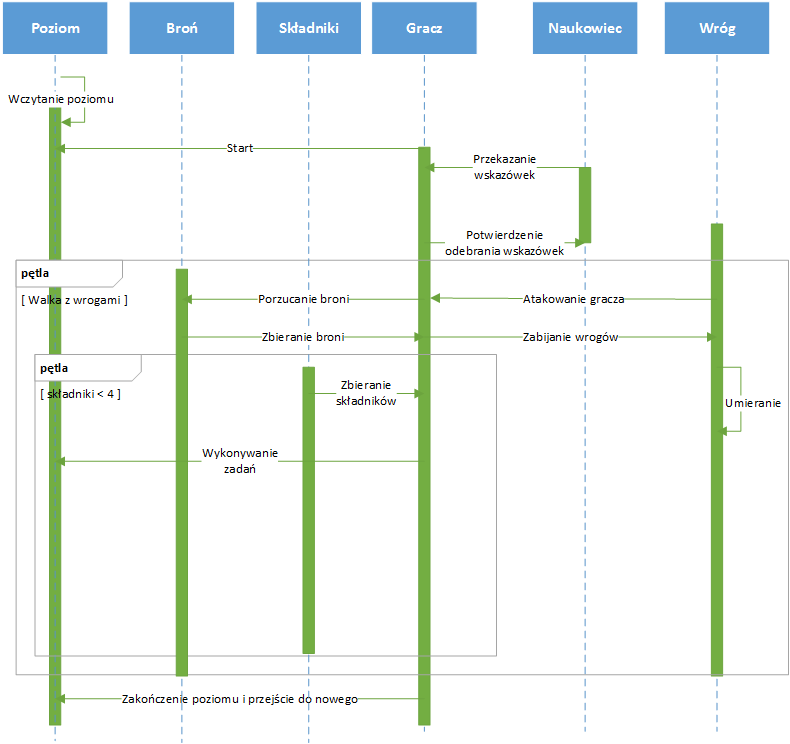 Poziom
Broń
Składniki
Gracz
Naukowiec
Wróg
Wczytanie poziomu
Start
Przekazanie
wskazówek
Potwierdzenie
odebrania wskazówek
pętla
[ Walka z wrogami ]
Porzucanie broni
Atakowanie gracza
Zbieranie broni
Zabijanie wrogów
pętla
[ składniki < 4 ]
Zbieranie
składników
Umieranie
Wykonywanie
zadań
Zakończenie poziomu i przejście do nowego